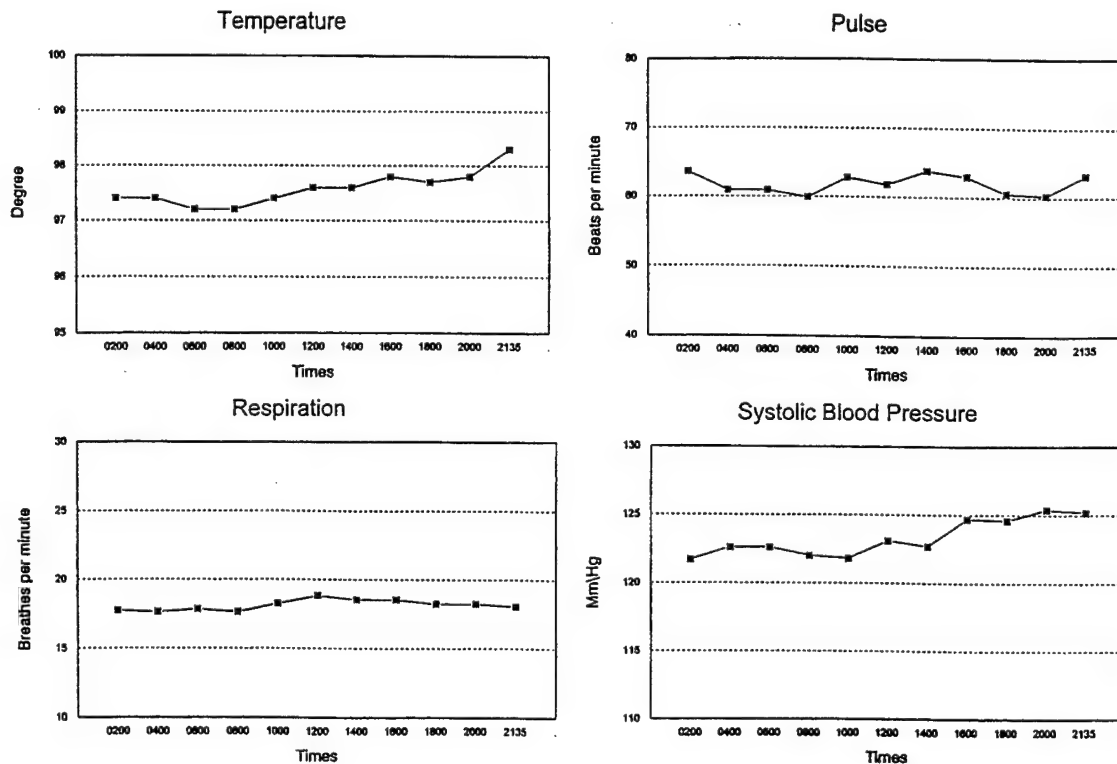 Temperature
100
99
98
97
96
95
Degree
0200 0400 0600 0800 1000 1200 1400 1600 1800 2000 2135
Times
Pulse
80
70
60
50
40
Beats per minute
0200 0400 0600 0800 1000 1200 1400 1600 1800 2000 2135
Times
Respiration
30
25
20
15
10
Breathes per minute
0200 0400 0600 0800 1000 1200 1400 1600 1800 2000 2135
Times
Systolic Blood Pressure
130
125
120
115
110
Mm\Hg
0200 0400 0600 0800 1000 1200 1400 1600 1800 2000 2135
Times